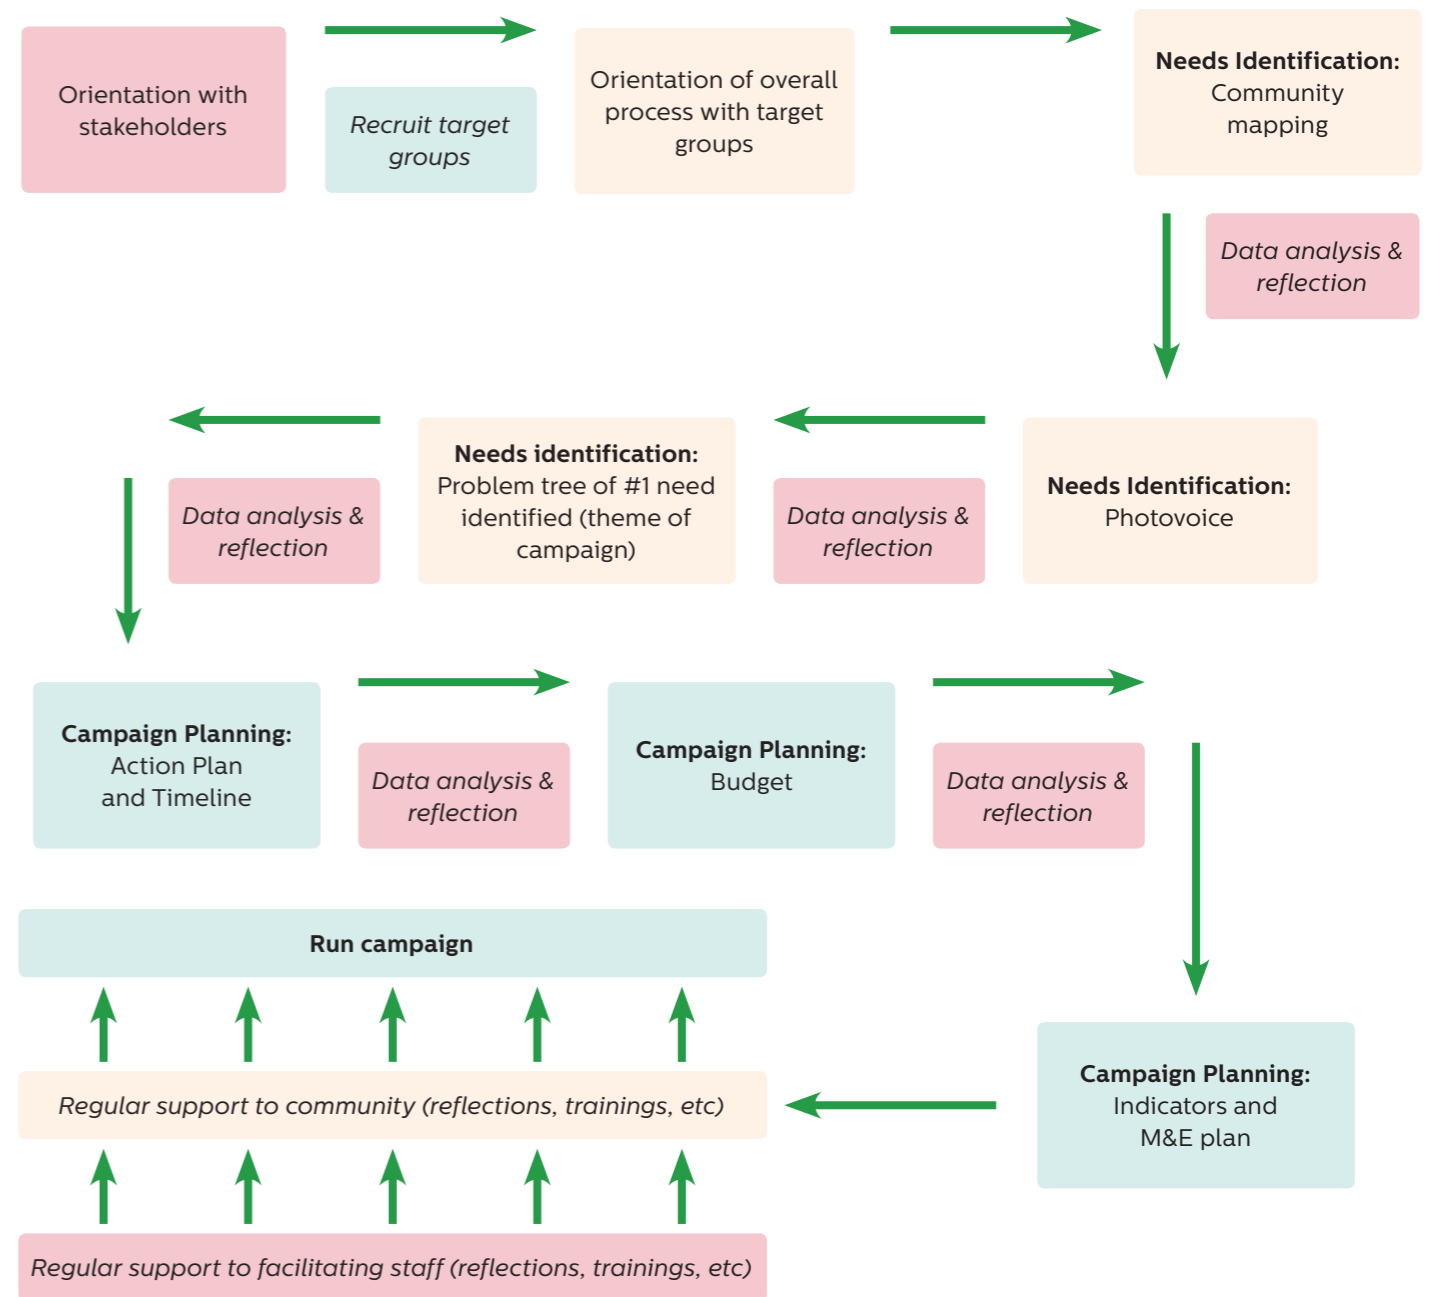 Orientation with
stakeholders
Recruit target
groups
Orientation of overall
process with target
groups
Needs Identification:
Community
mapping
Data analysis &
reflection
Needs Identification:
Photovoice
Data analysis &
reflection
Needs identification:
Problem tree of #1 need
identified (theme of
campaign)
Data analysis &
reflection
Campaign Planning:
Action Plan
and Timeline
Data analysis &
reflection
Campaign Planning:
Budget
Data analysis &
reflection
Campaign Planning:
Indicators and
M&E plan
Run campaign
Regular support to community (reflections, trainings, etc)
Regular support to facilitating staff (reflections, trainings, etc)